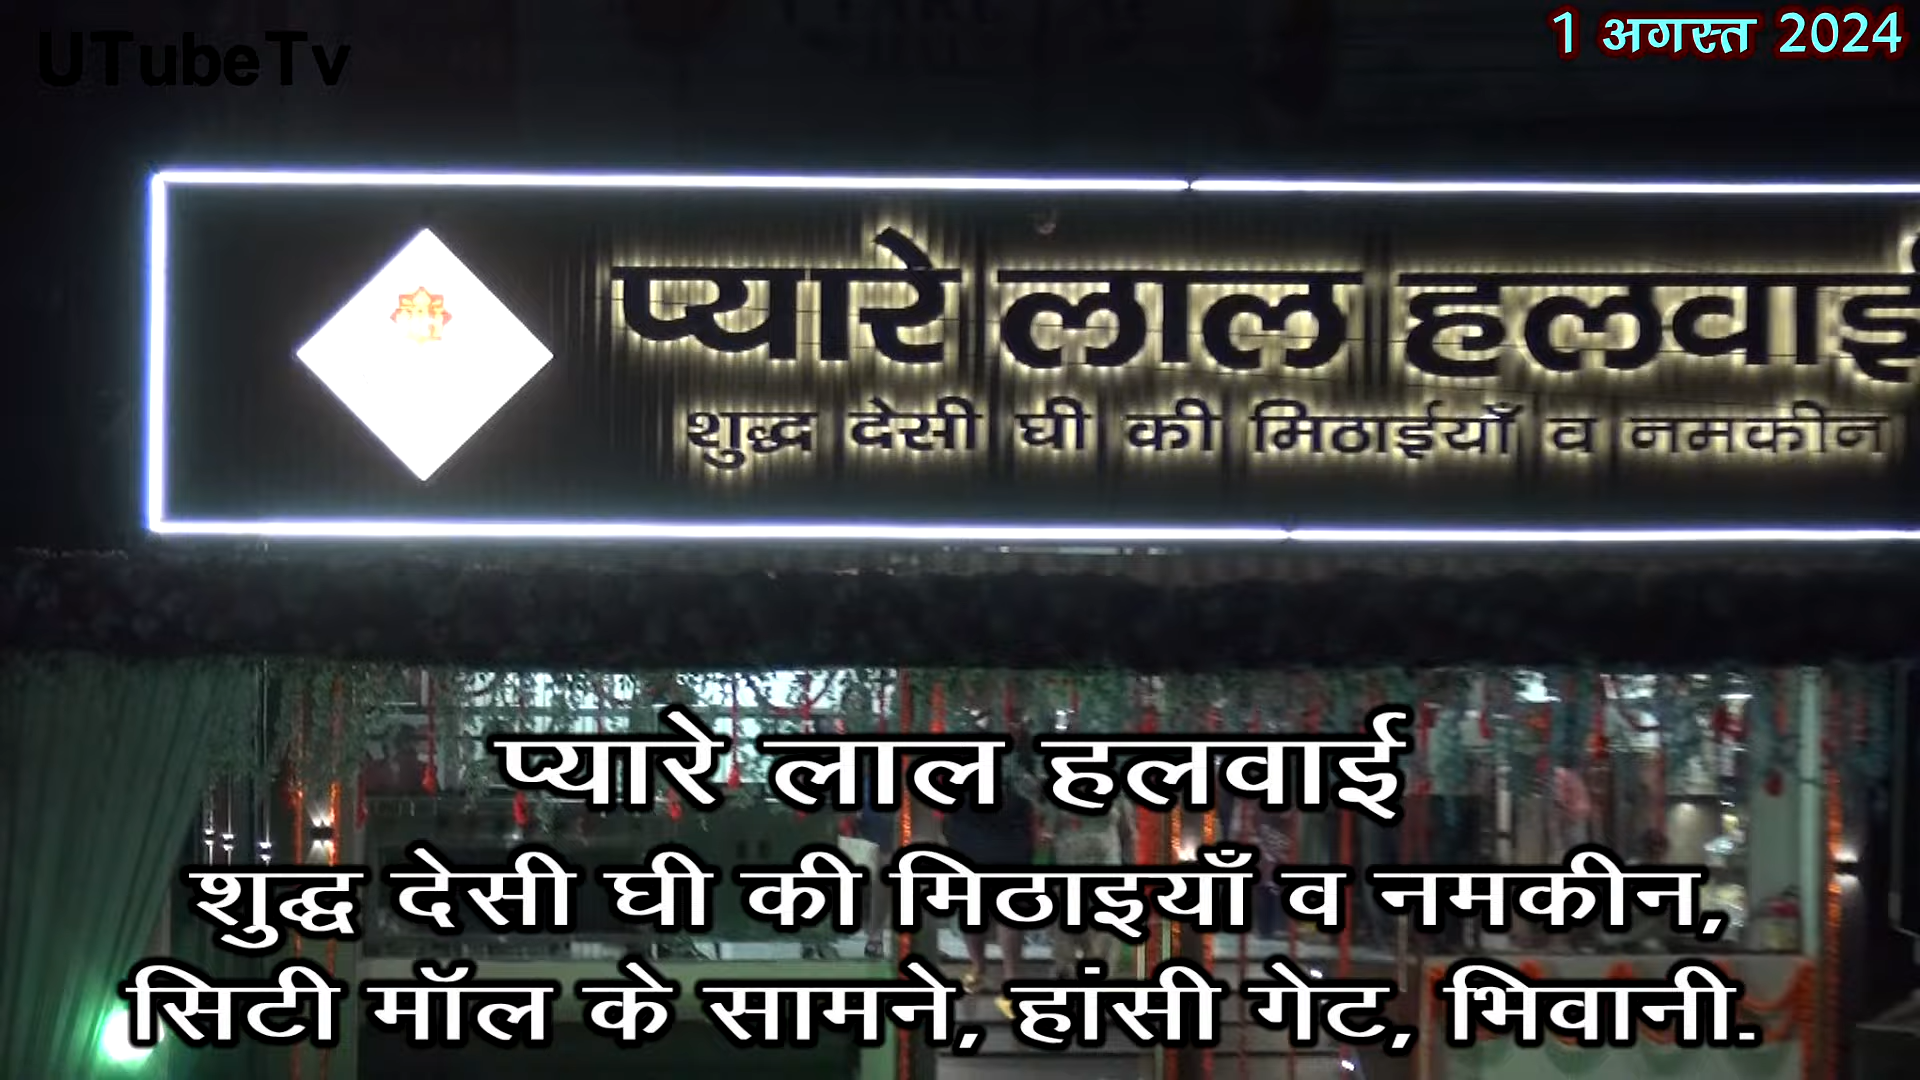 UTubeTv
1 अगस्त 2024
प्यारे लाल हलवाई
शुद्ध देसी घी की मिठाईयाँ व नमकीन
प्यारे लाल हलवाई
शुद्ध देसी घी की मिठाइयाँ व नमकीन,
सिटी मॉल के सामने, हांसी गेट, भिवानी.